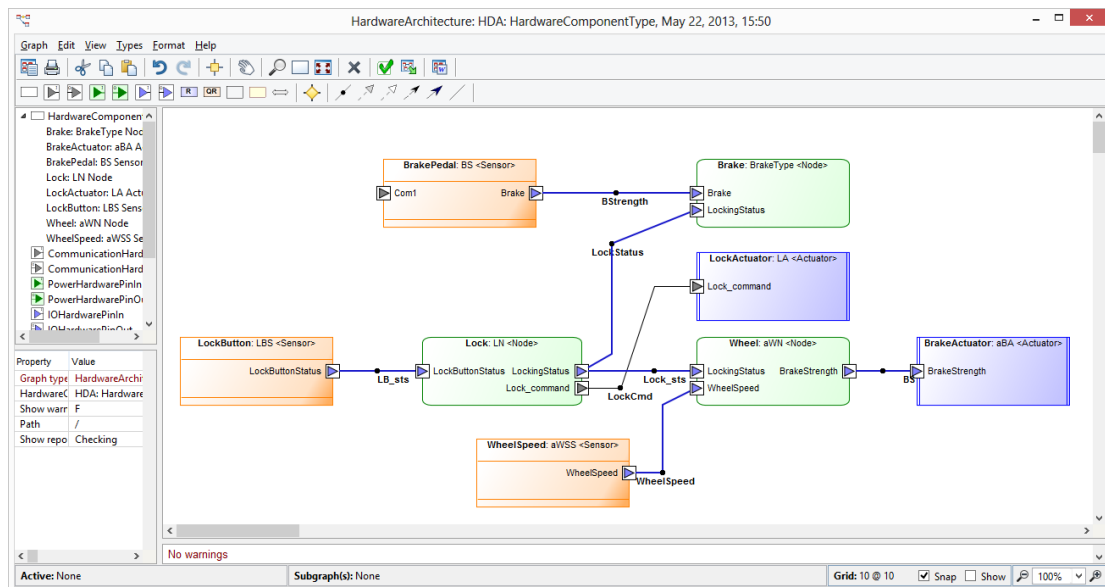 HardwareArchitecture: HDA: HardwareComponentType, May 22, 2013, 15:50
Graph Edit View Types Format Help
R QR
HardwareComponent
Brake: BrakeType Nod
BrakeActuator: aBA A
BrakePedal: BS Sensor
Lock: LN Node
LockActuator: LA Actu
LockButton: LBS Sens
Wheel: aWN Node
WheelSpeed: aWSS Se
CommunicationHard
CommunicationHard
PowerHardwarePinIn
PowerHardwarePinOu
IOHardwarePinIn
IOHardwarePinOut
Property Value
Graph type HardwareArchit
HardwareC HDA: Hardware
Show warr F
Path /
Show repo Checking
BrakePedal: BS <Sensor>
Com1 Brake
BStrength
Brake: BrakeType <Node>
Brake
LockingStatus
LockStatus
LockActuator: LA <Actuator>
Lock_command
LockButton: LBS <Sensor>
LockButtonStatus
LB_sts
Lock: LN <Node>
LockButtonStatus LockingStatus
Lock_command
Lock_sts
LockCmd
Wheel: aWN <Node>
LockingStatus BrakeStrength
WheelSpeed
BS
BrakeActuator: aBA <Actuator>
BrakeStrength
WheelSpeed: aWSS <Sensor>
WheelSpeed
WheelSpeed
No warnings
Active: None Subgraph(s): None Grid: 10 @ 10 Snap Show 100%